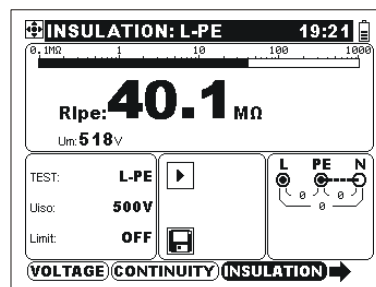 INSULATION: L-PE 19:21
0.1MΩ 1 10 100 1000
RIpe: 40.1 MΩ
Um: 518V
TEST: L-PE
Uiso: 500V
Limit: OFF
L PE N
0 0
0
VOLTAGE CONTINUITY INSULATION